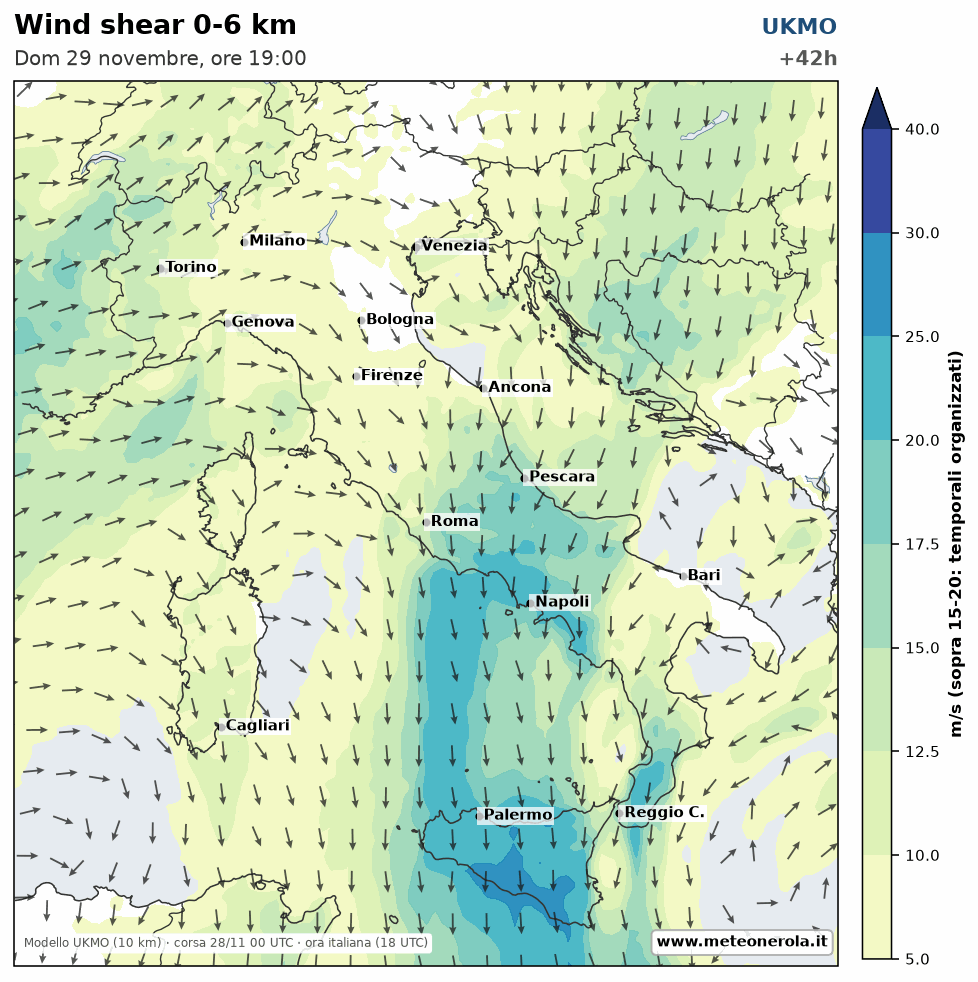 Wind shear 0-6 km
UKMO
Dom 29 novembre, ore 19:00
+42h
Milano
Venezia
Torino
Genova
Bologna
Firenze
Ancona
Pescara
Roma
Bari
Napoli
Cagliari
Palermo
Reggio C.
40.0
30.0
25.0
20.0
17.5
15.0
12.5
10.0
5.0
m/s (sopra 15-20: temporali organizzati)
Modello UKMO (10 km) · corsa 28/11 00 UTC · ora italiana (18 UTC)
www.meteonerola.it